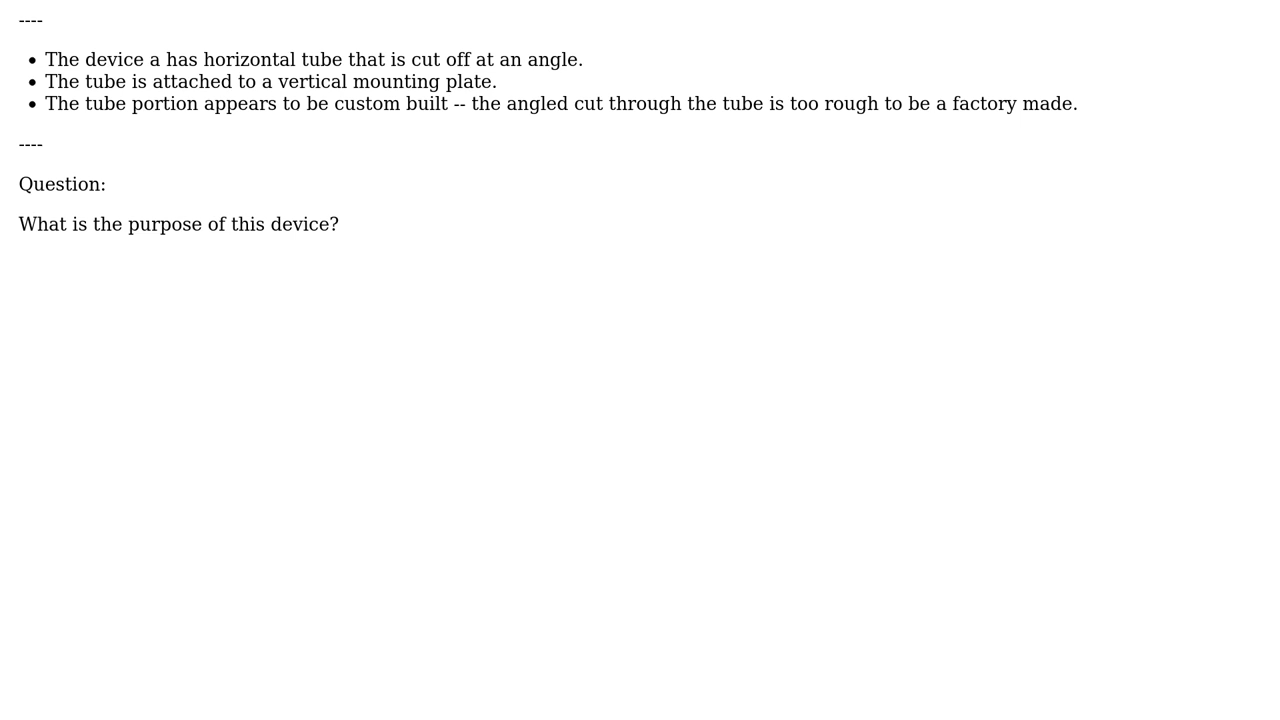 ----
• The device a has horizontal tube that is cut off at an angle.
• The tube is attached to a vertical mounting plate.
• The tube portion appears to be custom built -- the angled cut through the tube is too rough to be a factory made.
----
Question:
What is the purpose of this device?